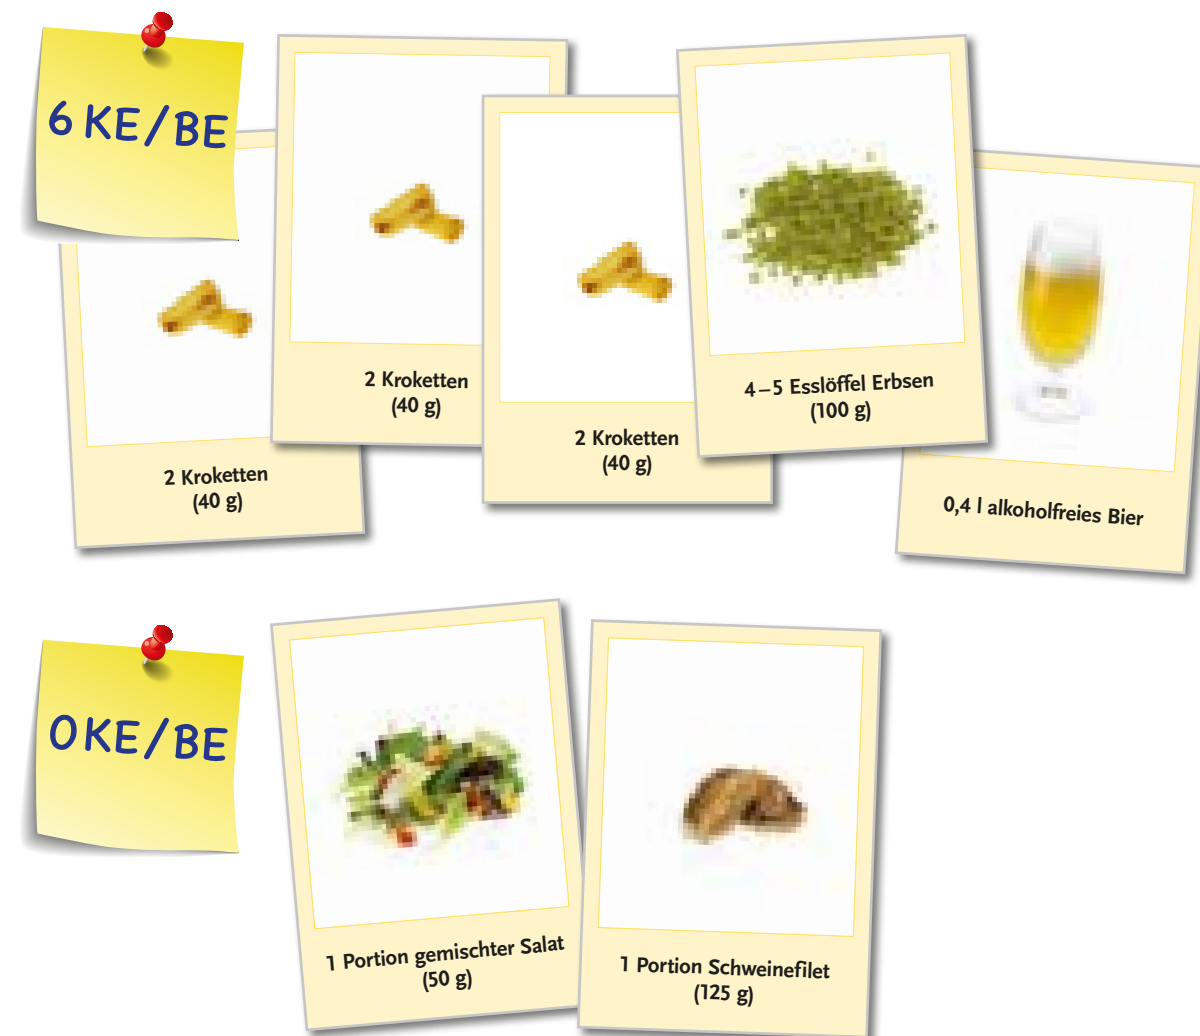 6 KE/BE
2 Kroketten
(40 g)
2 Kroketten
(40 g)
2 Kroketten
(40 g)
4–5 Esslöffel Erbsen
(100 g)
0,4 l alkoholfreies Bier
0 KE/BE
1 Portion gemischter Salat
(50 g)
1 Portion Schweinefilet
(125 g)